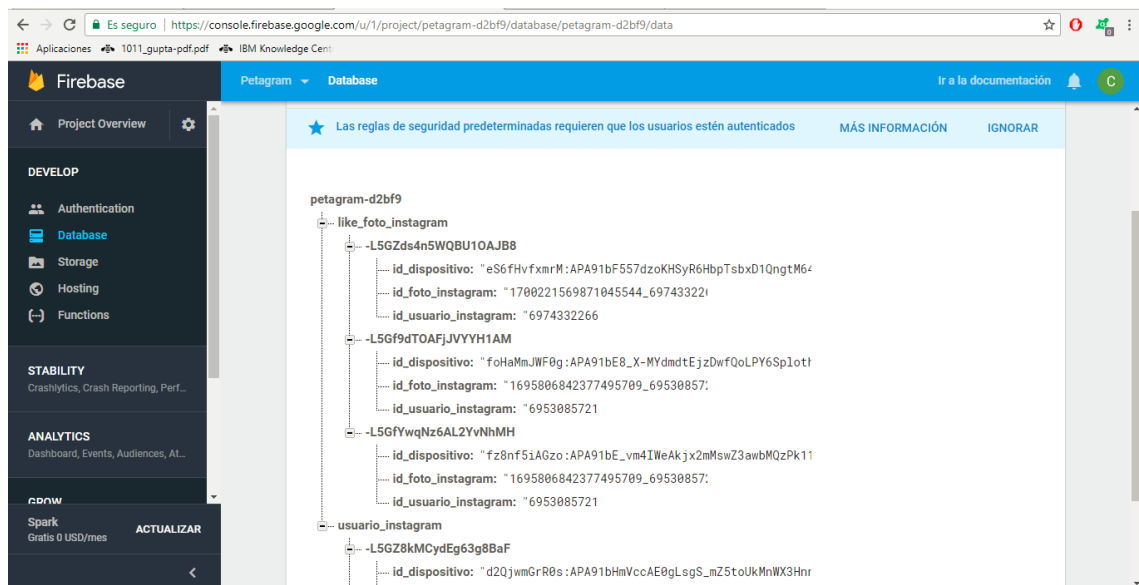 Es seguro | https://console.firebase.google.com/u/1/project/petagram-d2bf9/database/petagram-d2bf9/data
Aplicaciones 1011_gupta-pdf.pdf IBM Knowledge Cent
Firebase
Petagram Database Ir a la documentación C
Project Overview
Las reglas de seguridad predeterminadas requieren que los usuarios estén autenticados MÁS INFORMACIÓN IGNORAR
DEVELOP
Authentication
Database
Storage
Hosting
Functions
STABILITY
Crashlytics, Crash Reporting, Perf...
ANALYTICS
Dashboard, Events, Audiences, At...
GROW
Spark
Gratis 0 USD/mes
ACTUALIZAR
petagram-d2bf9
like_foto_instagram
-L5GZds4n5WQBU1OAJB8
id_dispositivo: "eS6fHvfxmrM:APA91bF557dzoKHSyR6HbpTsbxD1QngtM64
id_foto_instagram: "1700221569871045544_69743322
id_usuario_instagram: "6974332266
-L5Gf9dTOAFjJVYYH1AM
id_dispositivo: "foHaMmJWF0g:APA91bE8_X-MYdmdtEjzDwfQoLPY6Sploth
id_foto_instagram: "1695806842377495709_69530857
id_usuario_instagram: "6953085721
-L5GfYwqNz6AL2YvNhMH
id_dispositivo: "fz8nf5iAGzo:APA91bE_vm4IWeAkjx2mMswZ3awbMQzPk11
id_foto_instagram: "1695806842377495709_69530857
id_usuario_instagram: "6953085721
usuario_instagram
-L5GZ8kMCydEg63g8BaF
id_dispositivo: "d2QjwmGrR0s:APA91bHmVccAE0gLsgS_mZ5toUkMnWX3Hnr